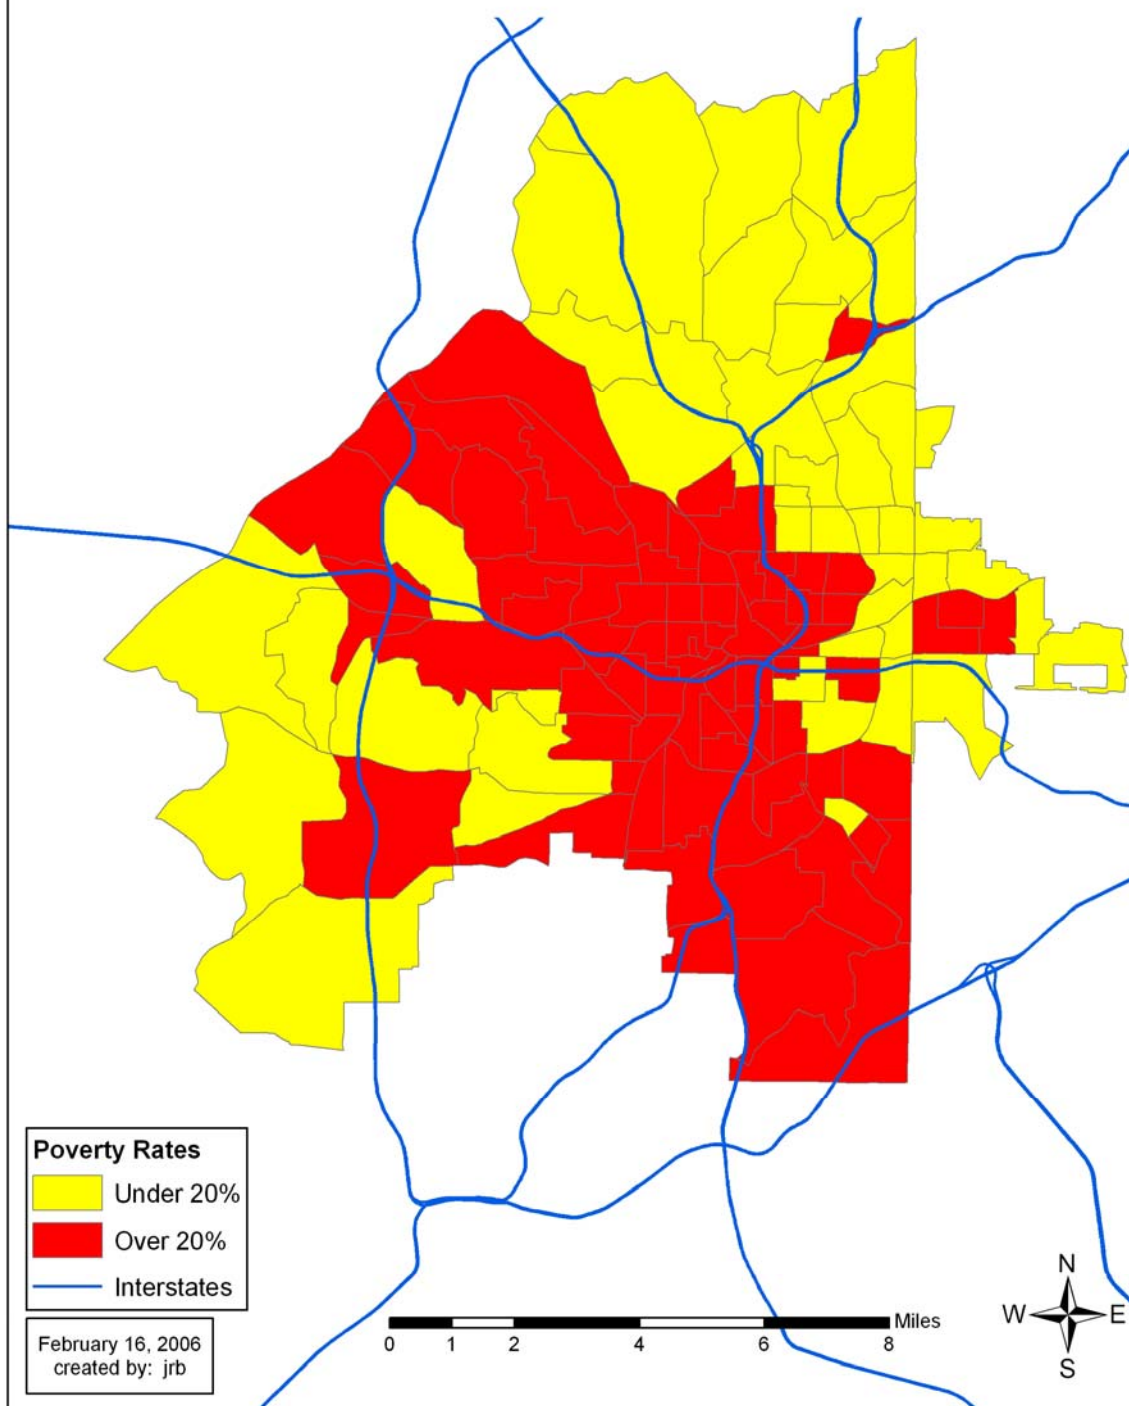 Poverty Rates
Under 20%
Over 20%
Interstates
February 16, 2006
created by: jrb
Miles
0 1 2 4 6 8
N
W E
S